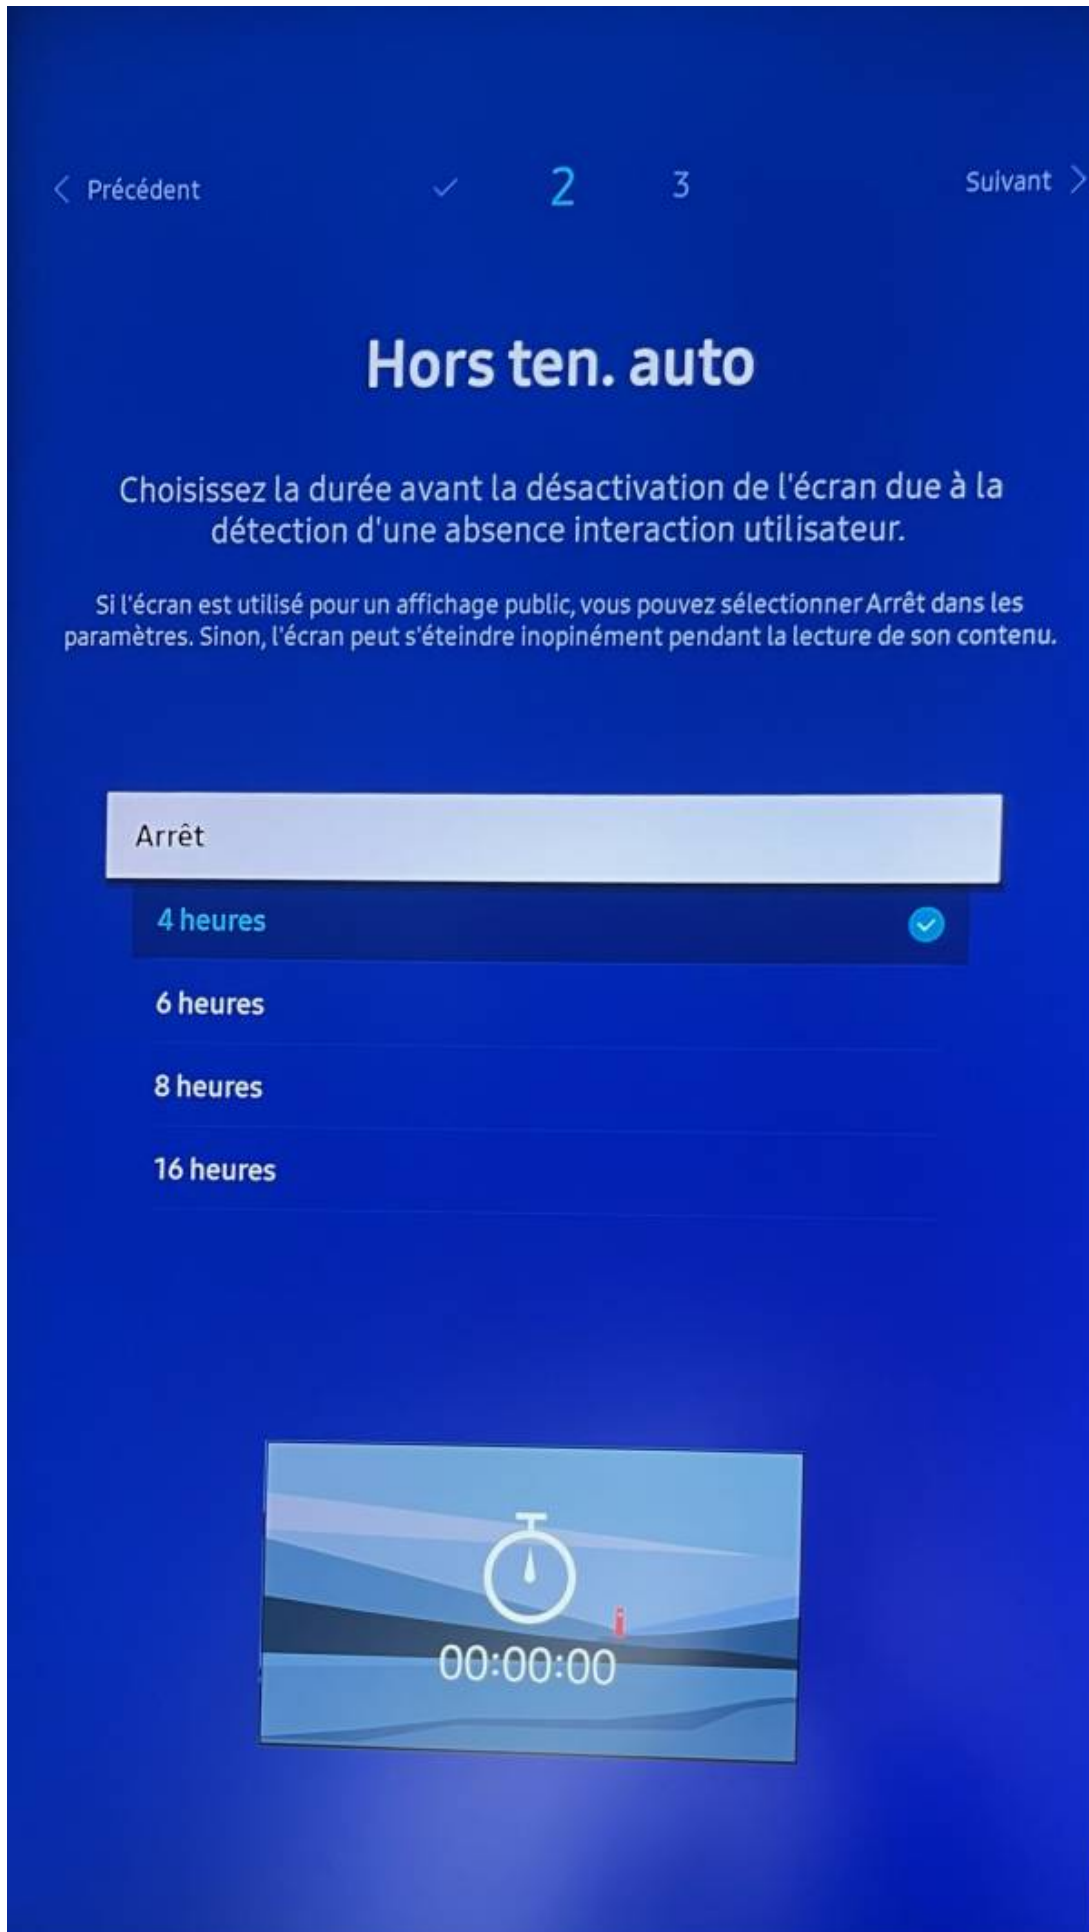 Précédent 2 3 Suivant
Hors ten. auto
Choisissez la durée avant la désactivation de l'écran due à la
détection d'une absence interaction utilisateur.
Si l'écran est utilisé pour un affichage public, vous pouvez sélectionner Arrêt dans les
paramètres. Sinon, l'écran peut s'éteindre inopinément pendant la lecture de son contenu.
Arrêt
4 heures
6 heures
8 heures
16 heures
00:00:00